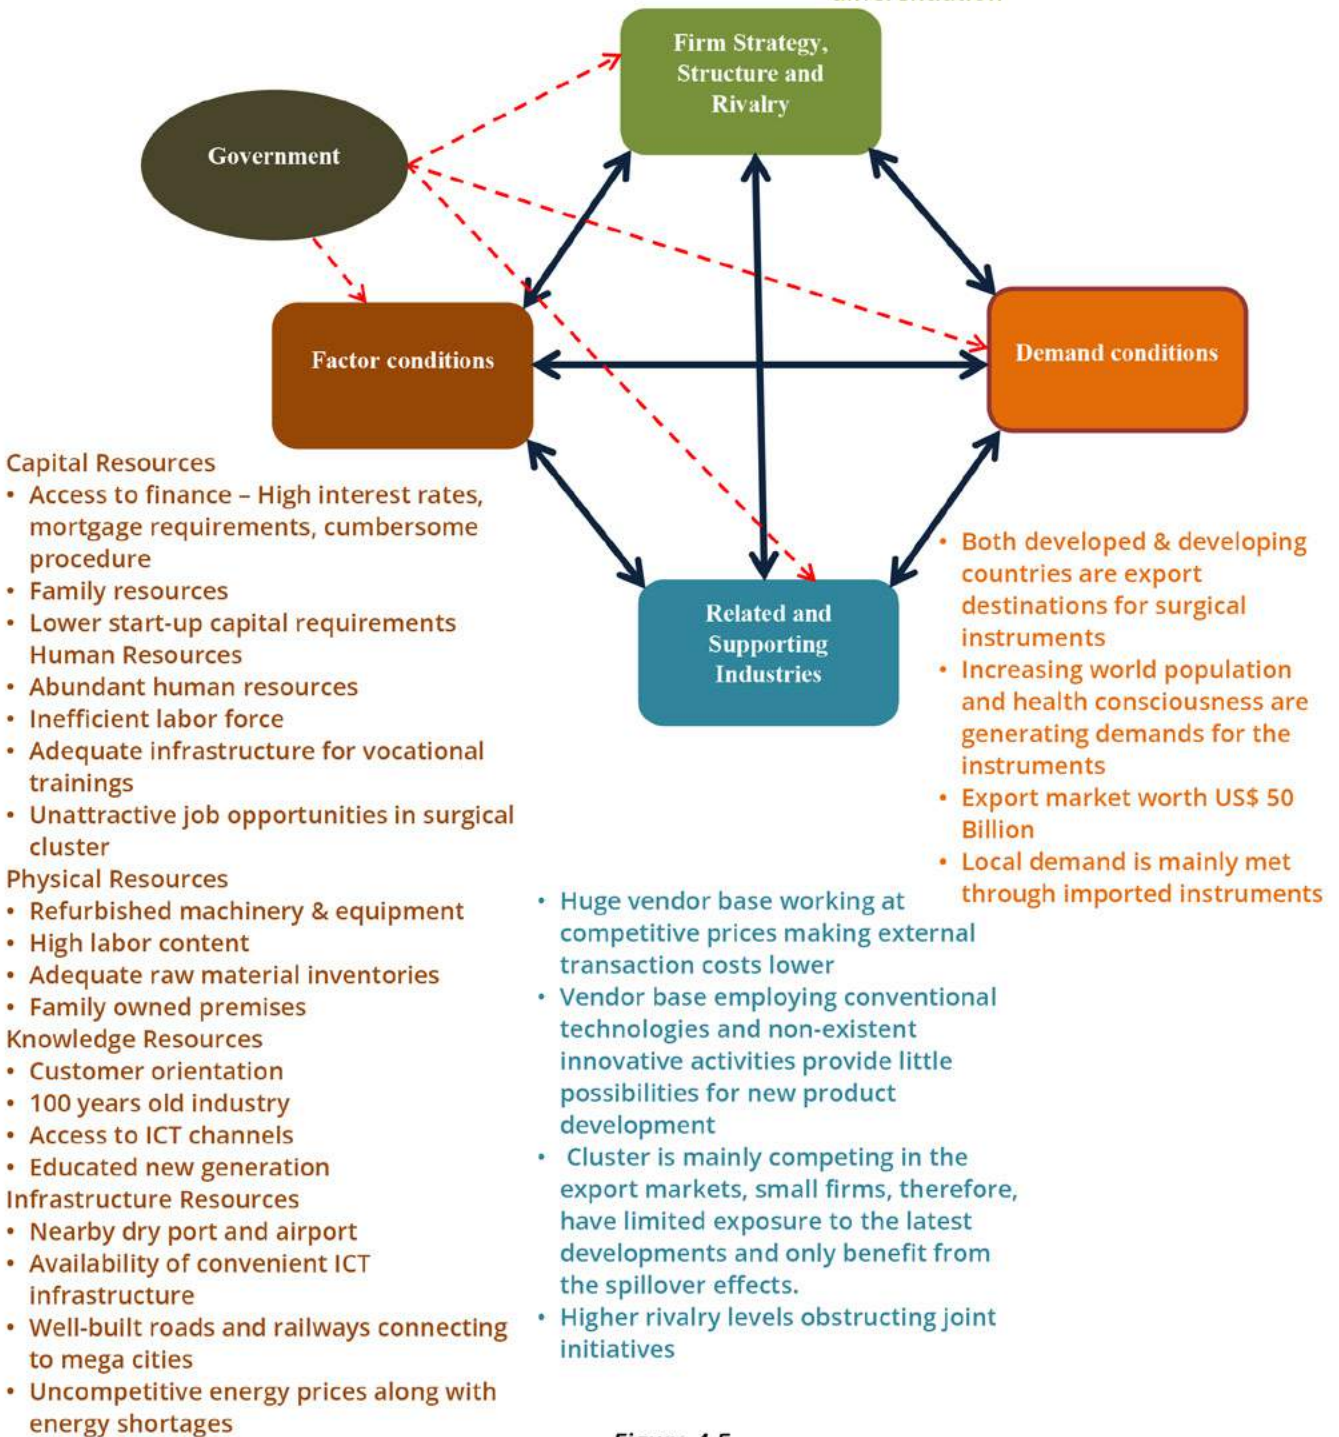 Firm Strategy,
Structure and
Rivalry
Government
Factor conditions
Demand conditions
Related and
Supporting
Industries
Capital Resources
• Access to finance – High interest rates,
mortgage requirements, cumbersome
procedure
• Family resources
• Lower start-up capital requirements
Human Resources
• Abundant human resources
• Inefficient labor force
• Adequate infrastructure for vocational
trainings
• Unattractive job opportunities in surgical
cluster
Physical Resources
• Refurbished machinery & equipment
• High labor content
• Adequate raw material inventories
• Family owned premises
Knowledge Resources
• Customer orientation
• 100 years old industry
• Access to ICT channels
• Educated new generation
Infrastructure Resources
• Nearby dry port and airport
• Availability of convenient ICT
infrastructure
• Well-built roads and railways connecting
to mega cities
• Uncompetitive energy prices along with
energy shortages
• Huge vendor base working at
competitive prices making external
transaction costs lower
• Vendor base employing conventional
technologies and non-existent
innovative activities provide little
possibilities for new product
development
• Cluster is mainly competing in the
export markets, small firms, therefore,
have limited exposure to the latest
developments and only benefit from
the spillover effects.
• Higher rivalry levels obstructing joint
initiatives
• Both developed & developing
countries are export
destinations for surgical
instruments
• Increasing world population
and health consciousness are
generating demands for the
instruments
• Export market worth US$ 50
Billion
• Local demand is mainly met
through imported instruments